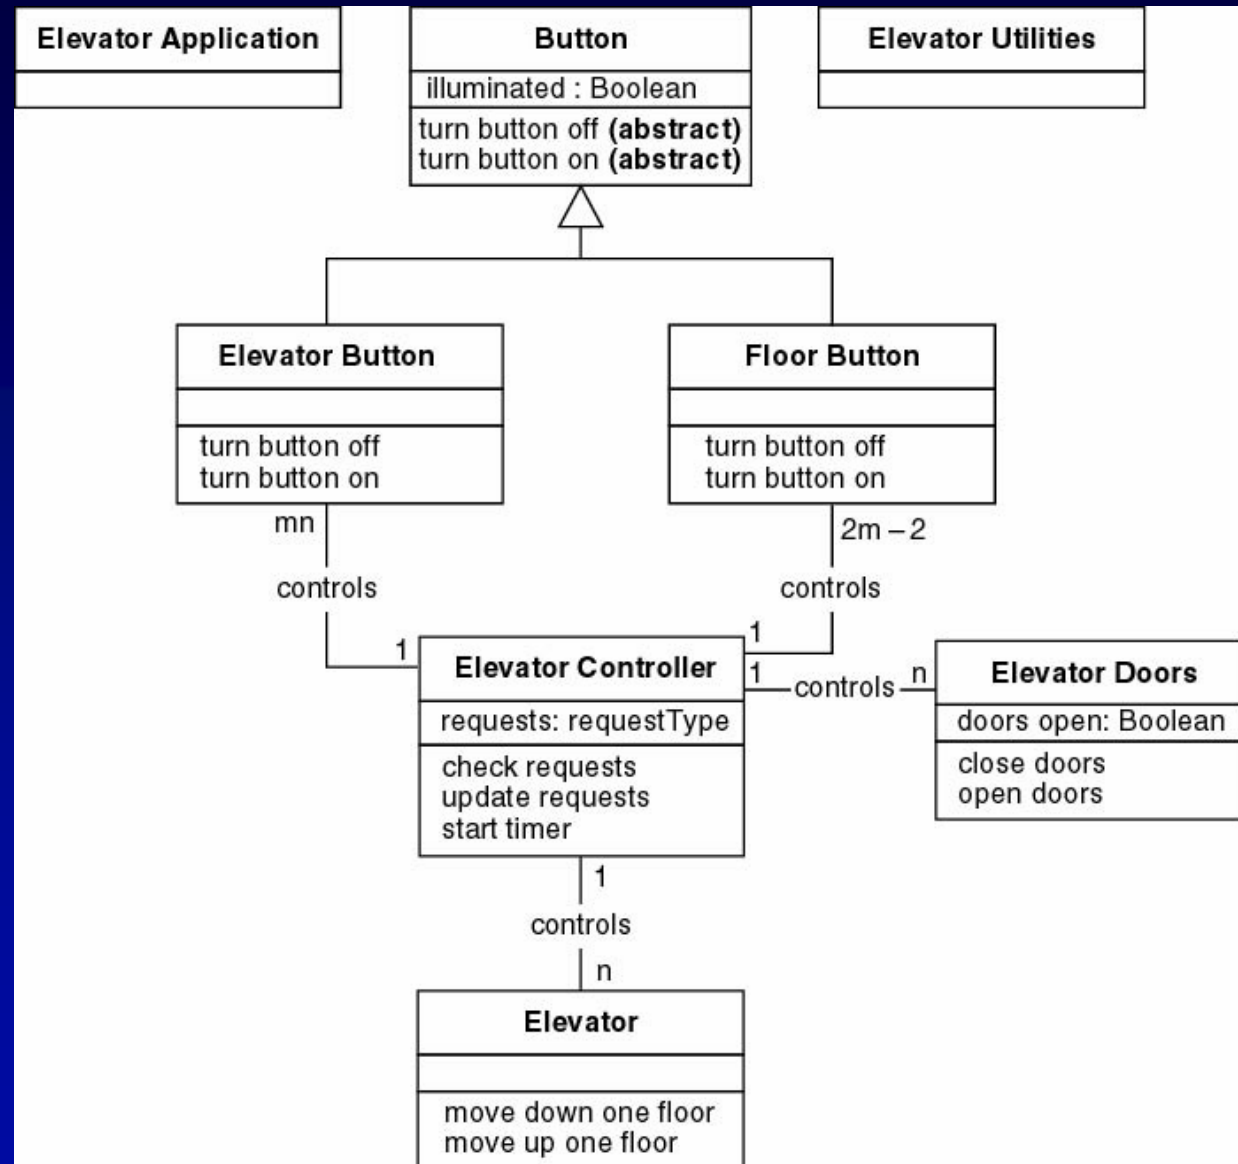 Elevator Application
Button
Elevator Utilities
illuminated : Boolean
turn button off (abstract)
turn button on (abstract)
Elevator Button
Floor Button
turn button off
turn button on
turn button off
turn button on
mn
2m – 2
controls
controls
1
1
Elevator Controller
1
controls
n
Elevator Doors
requests: requestType
doors open: Boolean
check requests
update requests
start timer
close doors
open doors
1
controls
n
Elevator
move down one floor
move up one floor